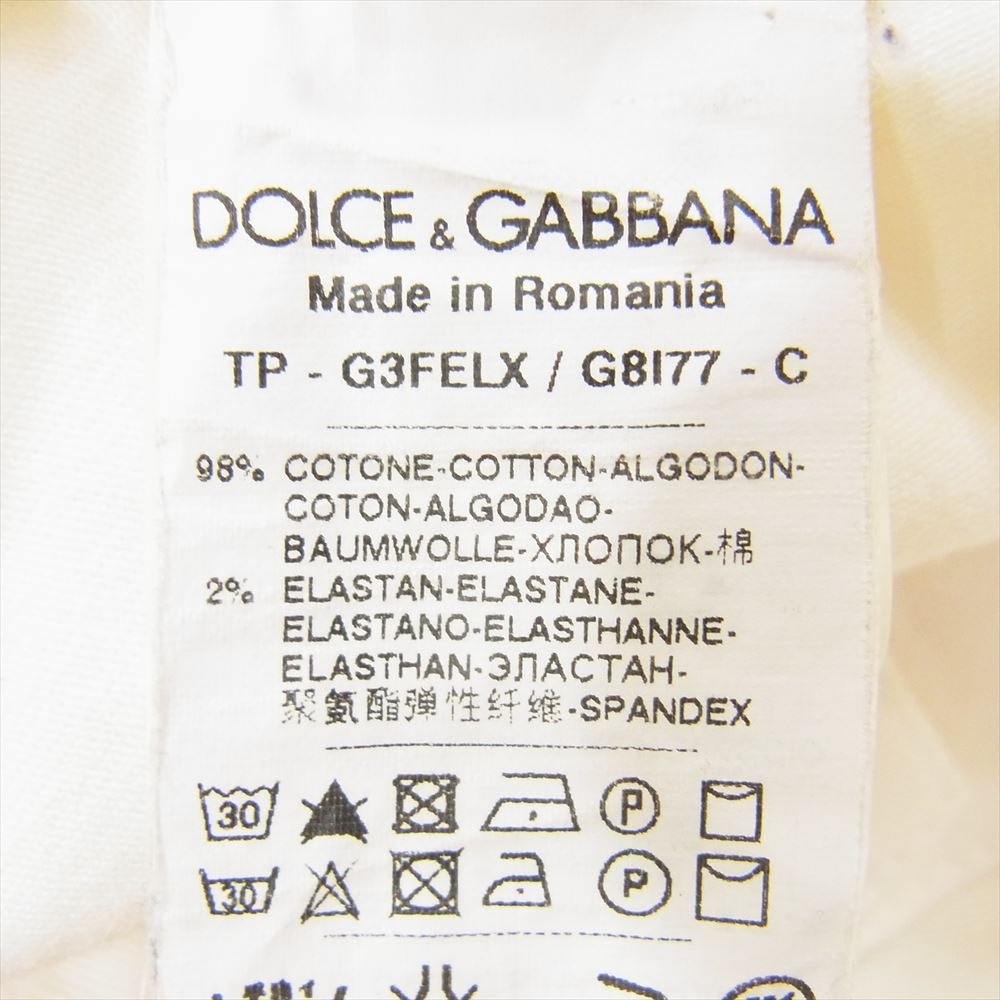 DOLCE & GABBANA
Made in Romania
TP - G3FELX / G8I77 - C
98% COTONE-COTTON-ALGODON-
COTON-ALGODAO-
BAUMWOLLE-ХЛОПОК-棉
2% ELASTAN-ELASTANE-
ELASTANO-ELASTHANNE-
ELASTHAN-ЭЛАСТАН-
聚氨酯弹性纤维-SPANDEX
30 P
30 P